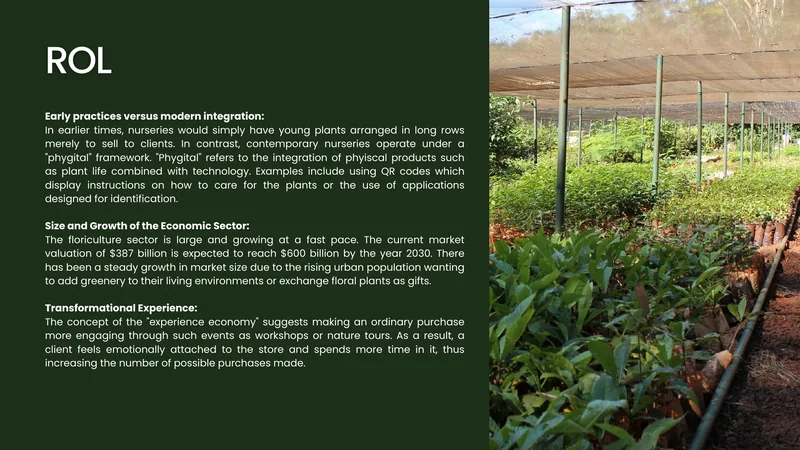 ROL
Early practices versus modern integration:
In earlier times, nurseries would simply have young plants arranged in long rows
merely to sell to clients. In contrast, contemporary nurseries operate under a
"phygital" framework. "Phygital" refers to the integration of phyiscal products such
as plant life combined with technology. Examples include using QR codes which
display instructions on how to care for the plants or the use of applications
designed for identification.
Size and Growth of the Economic Sector:
The floriculture sector is large and growing at a fast pace. The current market
valuation of $387 billion is expected to reach $600 billion by the year 2030. There
has been a steady growth in market size due to the rising urban population wanting
to add greenery to their living environments or exchange floral plants as gifts.
Transformational Experience:
The concept of the "experience economy" suggests making an ordinary purchase
more engaging through such events as workshops or nature tours. As a result, a
client feels emotionally attached to the store and spends more time in it, thus
increasing the number of possible purchases made.